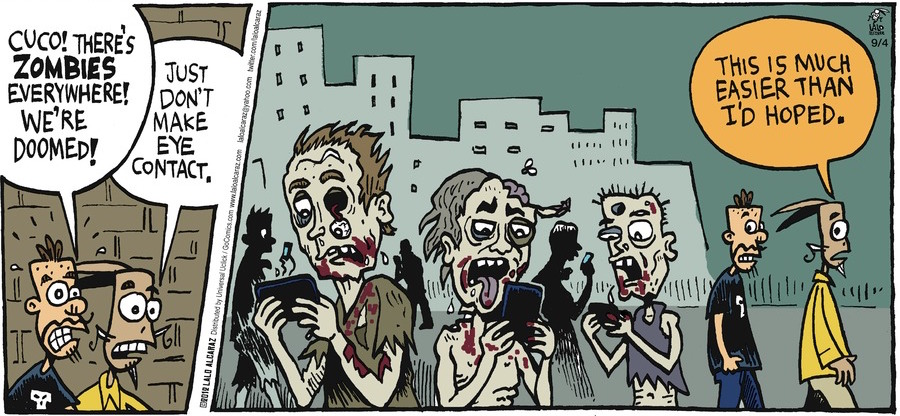 CUCO! THERE'S
ZOMBIES
EVERYWHERE!
WE'RE
DOOMED!
JUST
DON'T
MAKE
EYE
CONTACT.
©2012 LALO ALCARAZ Distributed by Universal Uclick / GoComics.com www.laloalcaraz.com laloalcaraz@yahoo.com twitter.com/laloalcaraz
THIS IS MUCH
EASIER THAN
I'D HOPED.
LALO
9/4